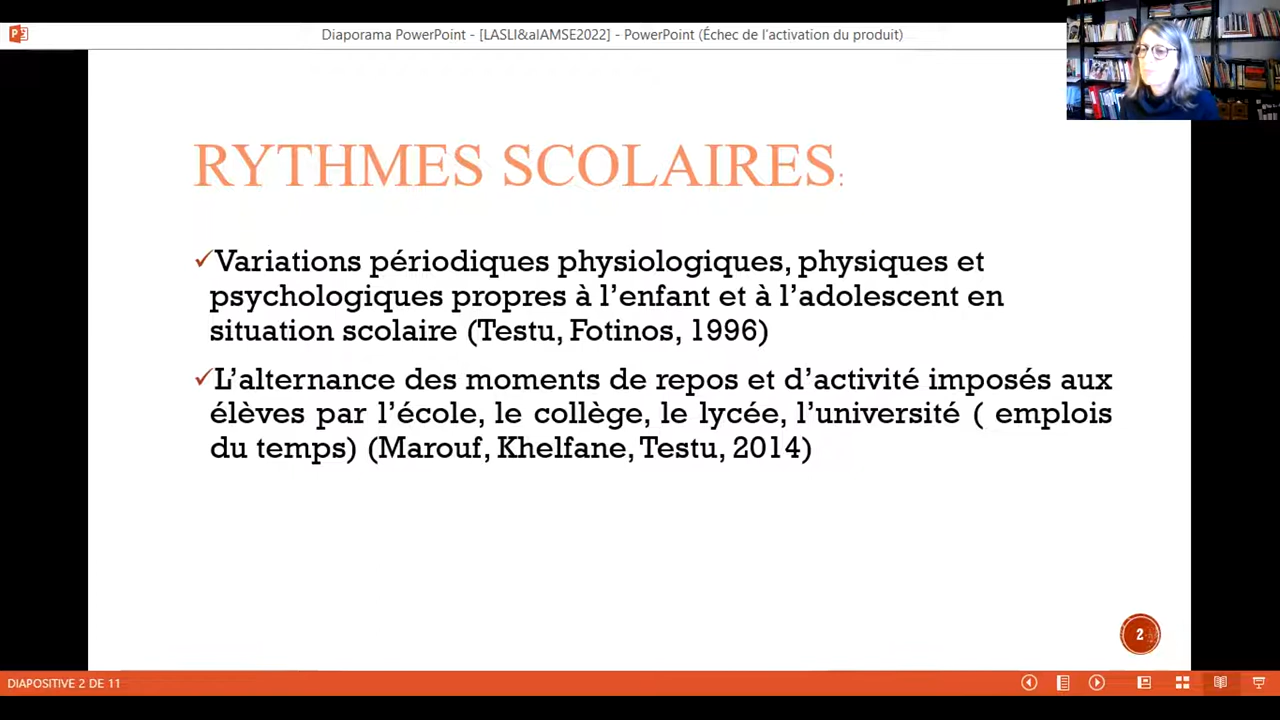 Diaporama PowerPoint - [LASLI&alAMSE2022] - PowerPoint (Échec de l'activation du produit)
RYTHMES SCOLAIRES:
✓Variations périodiques physiologiques, physiques et
psychologiques propres à l'enfant et à l'adolescent en
situation scolaire (Testu, Fotinos, 1996)
✓L'alternance des moments de repos et d'activité imposés aux
élèves par l'école, le collège, le lycée, l'université ( emplois
du temps) (Marouf, Khelfane, Testu, 2014)
2
DIAPOSITIVE 2 DE 11